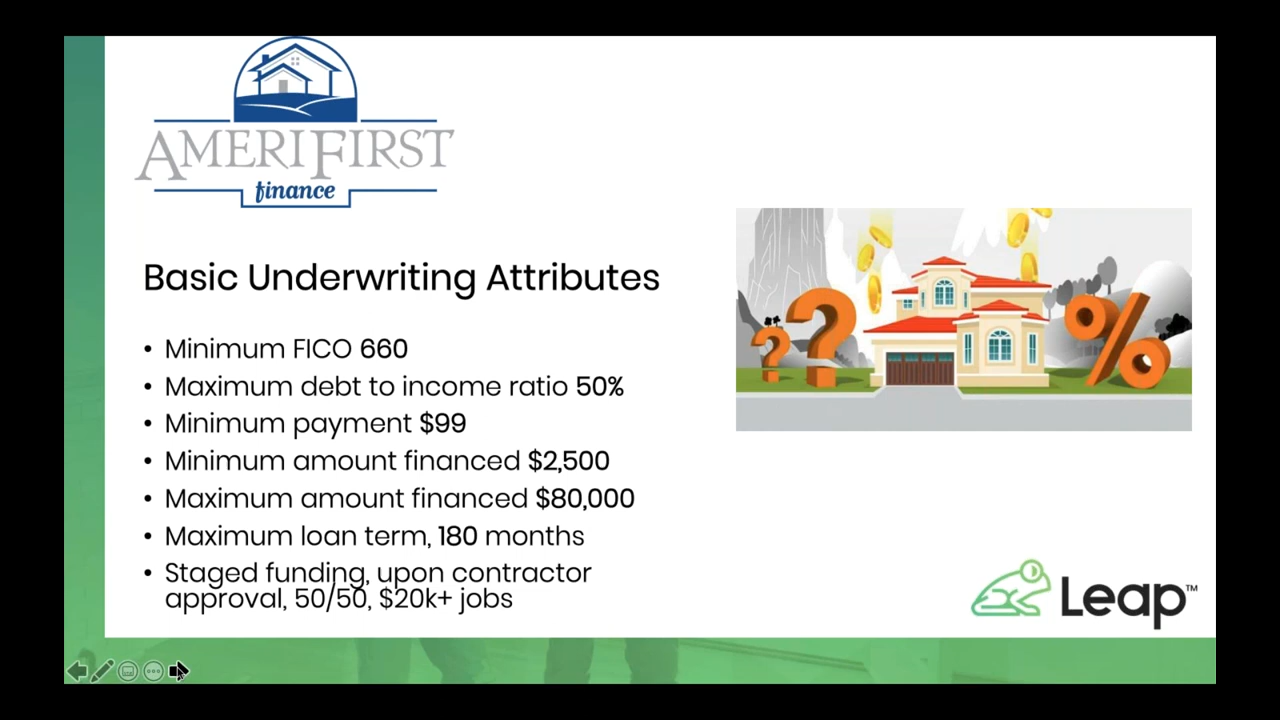 AMERIFIRST
finance
Basic Underwriting Attributes
• Minimum FICO 660
• Maximum debt to income ratio 50%
• Minimum payment $99
• Minimum amount financed $2,500
• Maximum amount financed $80,000
• Maximum loan term, 180 months
• Staged funding, upon contractor
approval, 50/50, $20k+ jobs
??
%
Leap™